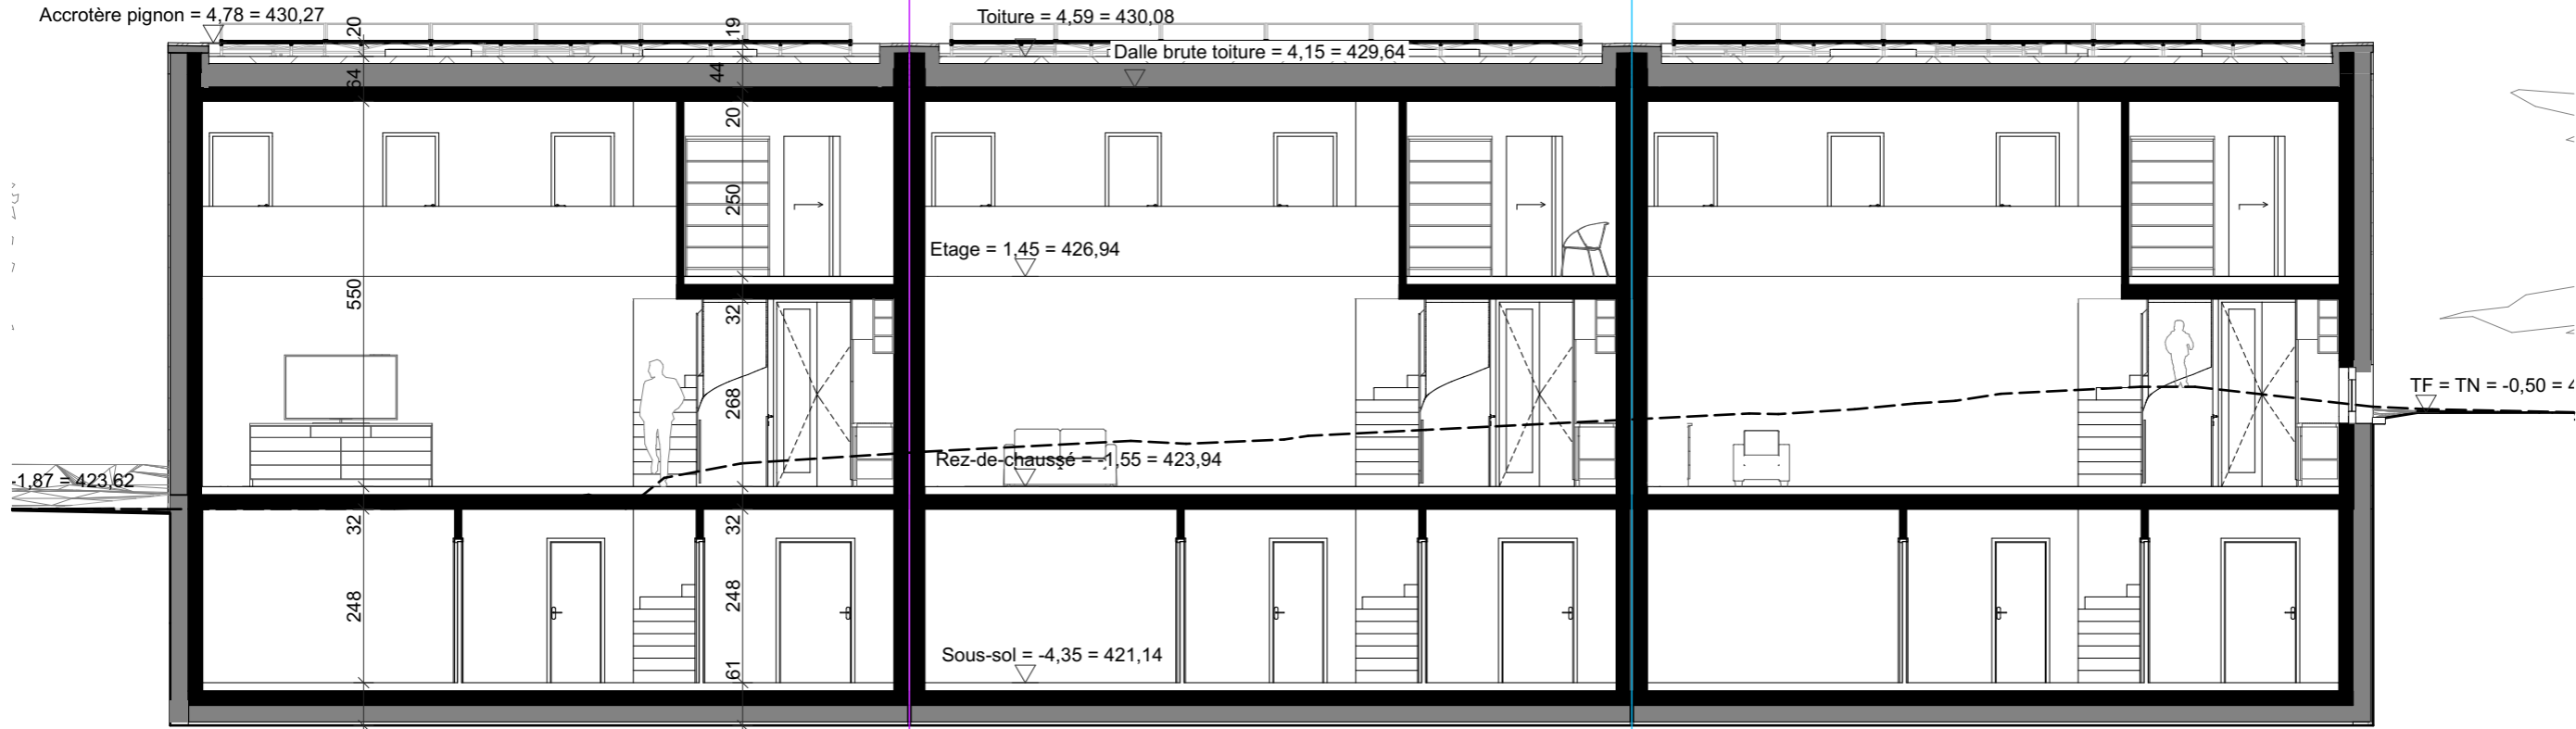 Accrotère pignon = 4,78 = 430,27
Toiture = 4,59 = 430,08
Dalle brute toiture = 4,15 = 429,64
20
19
64
44
20
250
Etage = 1,45 = 426,94
550
32
268
TF = TN = -0,50 = 4
Rez-de-chaussé = -1,55 = 423,94
-1,87 = 423,62
32
32
248
248
Sous-sol = -4,35 = 421,14
61